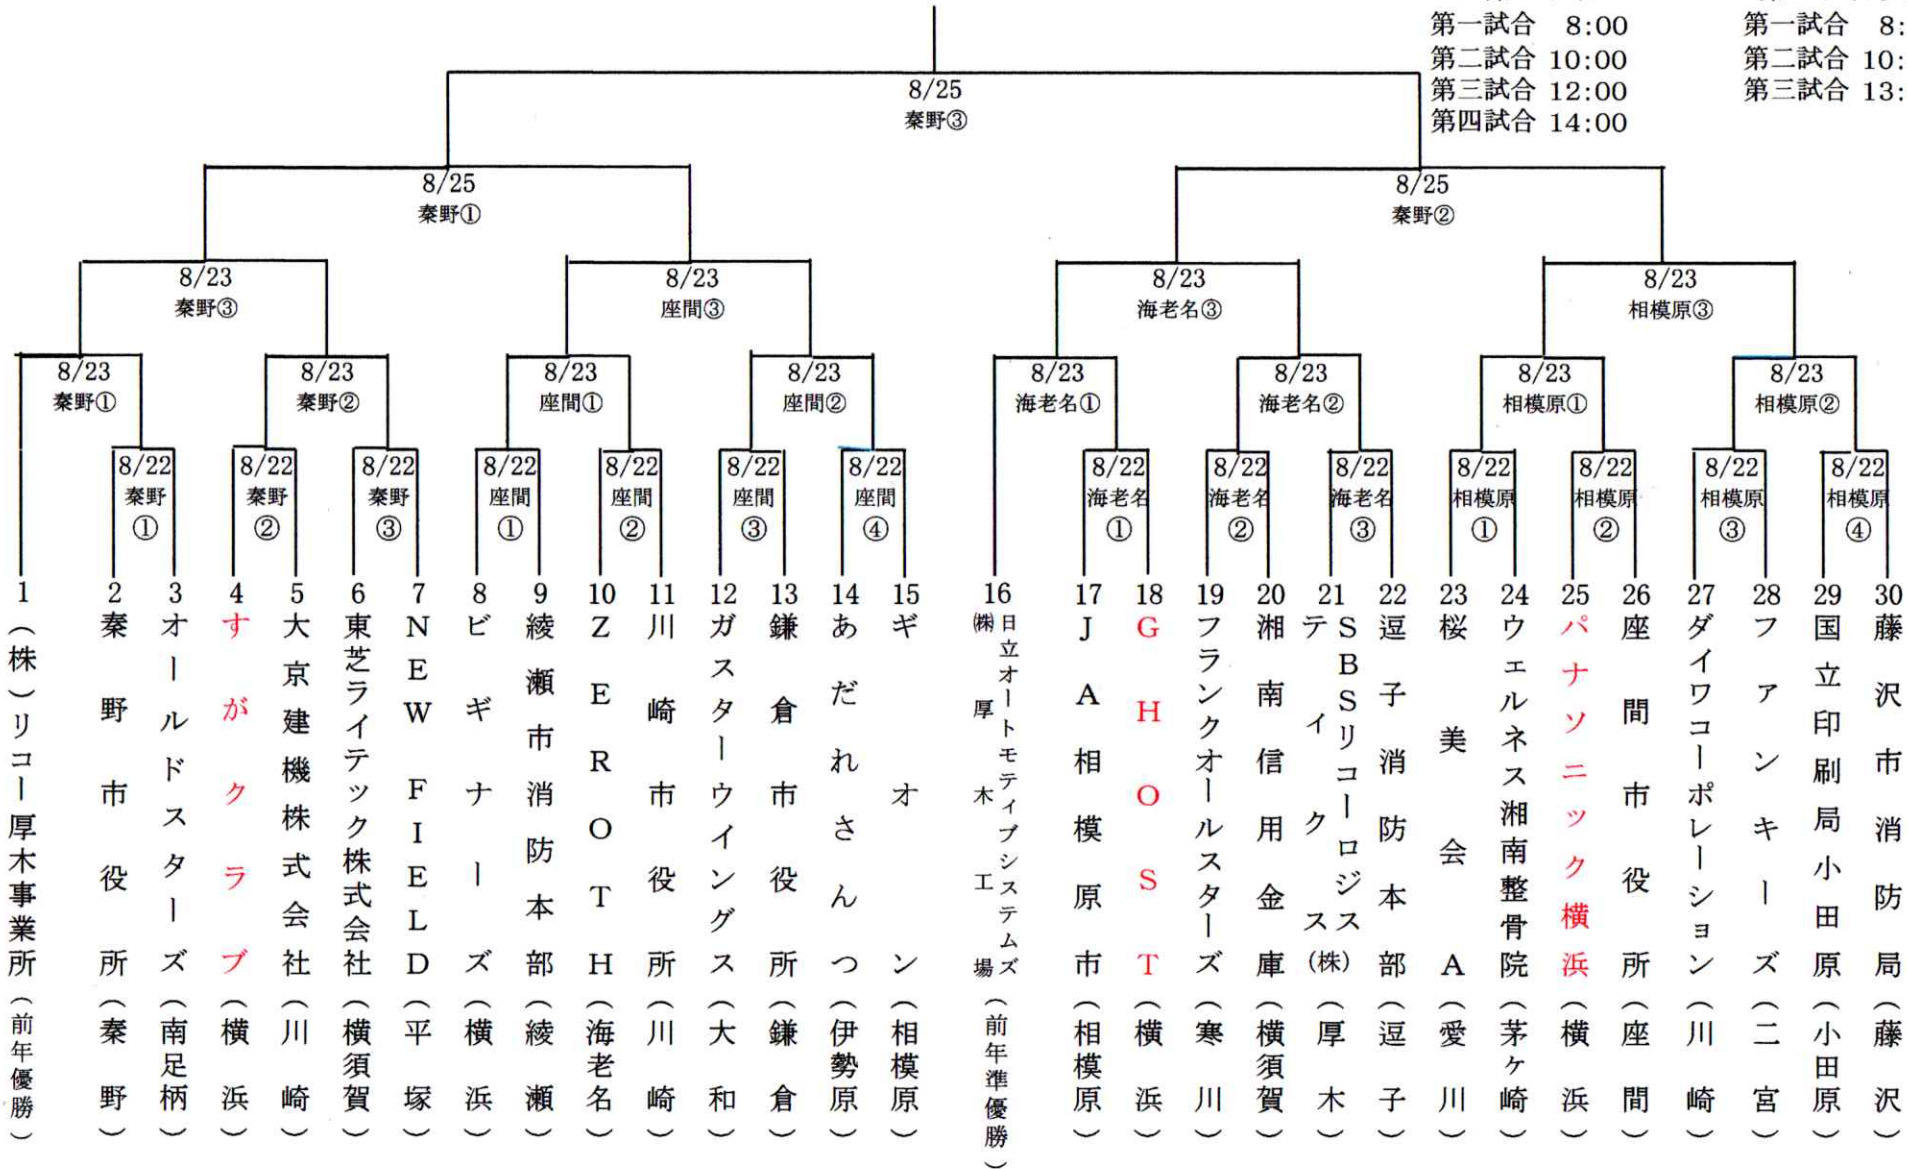 第一試合 8:00
第二試合 10:00
第三試合 12:00
第四試合 14:00
第一試合 8:
第二試合 10:
第三試合 13:
8/25
秦野③
8/25
秦野①
8/25
秦野②
8/23
秦野③
8/23
座間③
8/23
海老名③
8/23
相模原③
8/23
秦野①
8/23
秦野②
8/23
座間①
8/23
座間②
8/23
海老名①
8/23
海老名②
8/23
相模原①
8/23
相模原②
8/22
秦野
①
8/22
秦野
②
8/22
秦野
③
8/22
座間
①
8/22
座間
②
8/22
座間
③
8/22
座間
④
8/22
海老名
①
8/22
海老名
②
8/22
海老名
③
8/22
相模原
①
8/22
相模原
②
8/22
相模原
③
8/22
相模原
④
1 (株)リコー厚木事業所(前年優勝)
2 秦野市役所(秦野)
3 オールドスターズ(南足柄)
4 すがクラブ(横浜)
5 大京建機株式会社(川崎)
6 東芝ライテック株式会社(横須賀)
7 NEW FIELD(平塚)
8 ビギナーズ(横浜)
9 綾瀬市消防本部(綾瀬)
10 ZEROTH(海老名)
11 川崎市役所(川崎)
12 ガスターウイングス(大和)
13 鎌倉市役所(鎌倉)
14 あだれさんつ(伊勢原)
15 ギオン(相模原)
16 日立オートモティブシステムズ
㈱厚木工場(前年準優勝)
17 JA相模原市(相模原)
18 GHOST(横浜)
19 フランクオールスターズ(寒川)
20 湘南信用金庫(横須賀)
21 SBSリコーロジス
ティクス(株)(厚木)
22 逗子消防本部(逗子)
23 桜美会A(愛川)
24 ウェルネス湘南整骨院(茅ヶ崎)
25 パナソニック横浜(横浜)
26 座間市役所(座間)
27 ダイワコーポレーション(川崎)
28 ファンキーズ(二宮)
29 国立印刷局小田原(小田原)
30 藤沢市消防局(藤沢)